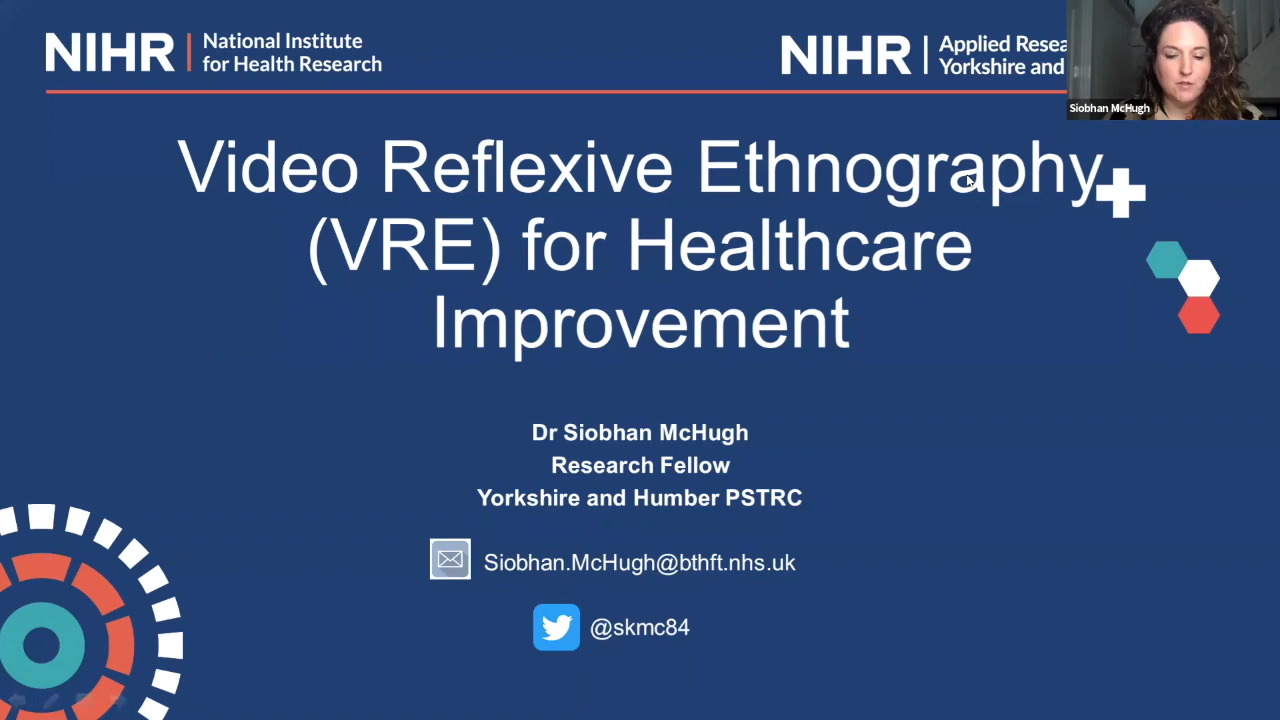 NIHR
National Institute
for Health Research
NIHR
Applied
Yorkshire and
Siobhan McHugh
Video Reflexive Ethnography
(VRE) for Healthcare
Improvement
Dr Siobhan McHugh
Research Fellow
Yorkshire and Humber PSTRC
Siobhan.McHugh@bthft.nhs.uk
@skmc84